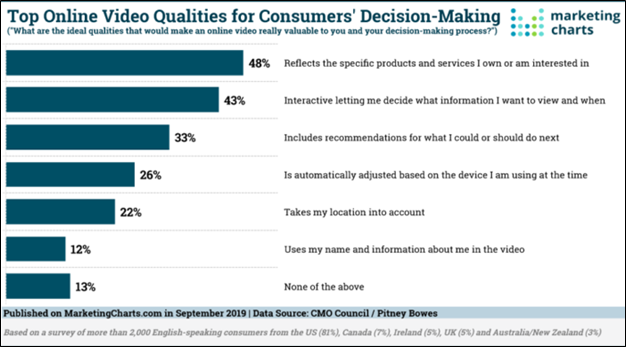 Top Online Video Qualities for Consumers' Decision-Making
("What are the ideal qualities that would make an online video really valuable to you and your decision-making process?")
marketing
charts
48% Reflects the specific products and services I own or am interested in
43% Interactive letting me decide what information I want to view and when
33% Includes recommendations for what I could or should do next
26% Is automatically adjusted based on the device I am using at the time
22% Takes my location into account
12% Uses my name and information about me in the video
13% None of the above
Published on MarketingCharts.com in September 2019 | Data Source: CMO Council / Pitney Bowes
Based on a survey of more than 2,000 English-speaking consumers from the US (81%), Canada (7%), Ireland (5%), UK (5%) and Australia/New Zealand (3%)